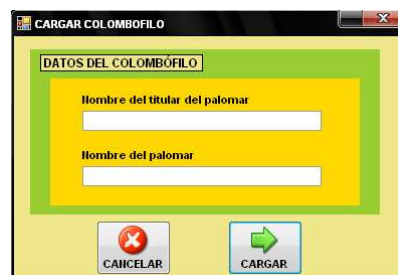 CARGAR COLOMBOFILO
DATOS DEL COLOMBÓFILO
Nombre del titular del palomar
Nombre del palomar
CANCELAR
CARGAR